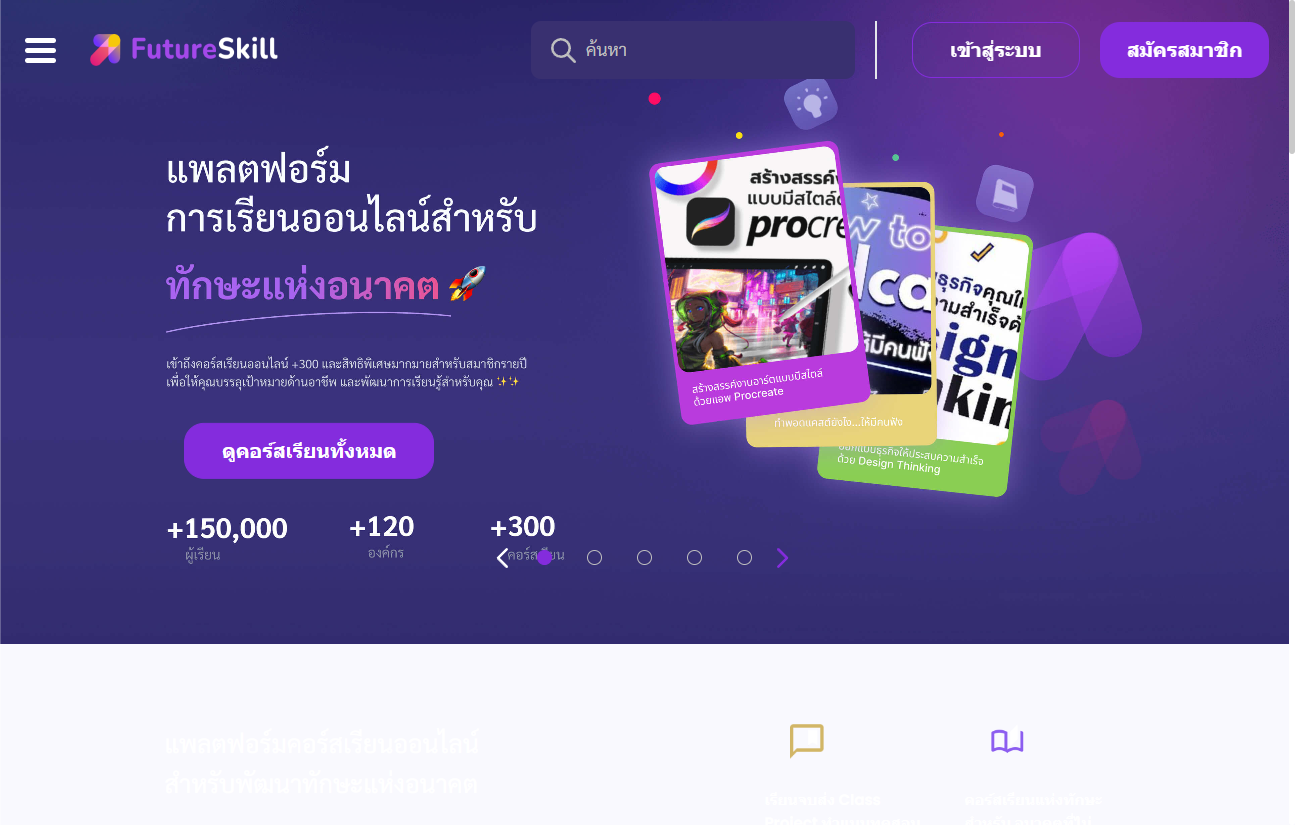 FutureSkill
ค้นหา
เข้าสู่ระบบ
สมัครสมาชิก
แพลตฟอร์ม
การเรียนออนไลน์สำหรับ
ทักษะแห่งอนาคต 🚀
เข้าถึงคอร์สเรียนออนไลน์ +300 และสิทธิพิเศษมากมายสำหรับสมาชิกรายปี
เพื่อให้คุณบรรลุเป้าหมายด้านอาชีพ และพัฒนาการเรียนรู้สำหรับคุณ ✨✨
ดูคอร์สเรียนทั้งหมด
+150,000
ผู้เรียน
+120
องค์กร
+300
คอร์สเรียน
สร้างสรรค์
แบบมีสไตล์
procre
สร้างสรรค์งานอาร์ตแบบมีสไตล์
ด้วยแอพ Procreate
w to
dca
ให้มีคนฟัง
ทำพอดแคสต์ยังไง...ให้มีคนฟัง
ธุรกิจคุณให้
วามสำเร็จด้
sign
nkin
ออกแบบธุรกิจให้ประสบความสำเร็จ
ด้วย Design Thinking
แพลตฟอร์มคอร์สเรียนออนไลน์
สำหรับพัฒนาทักษะแห่งอนาคต